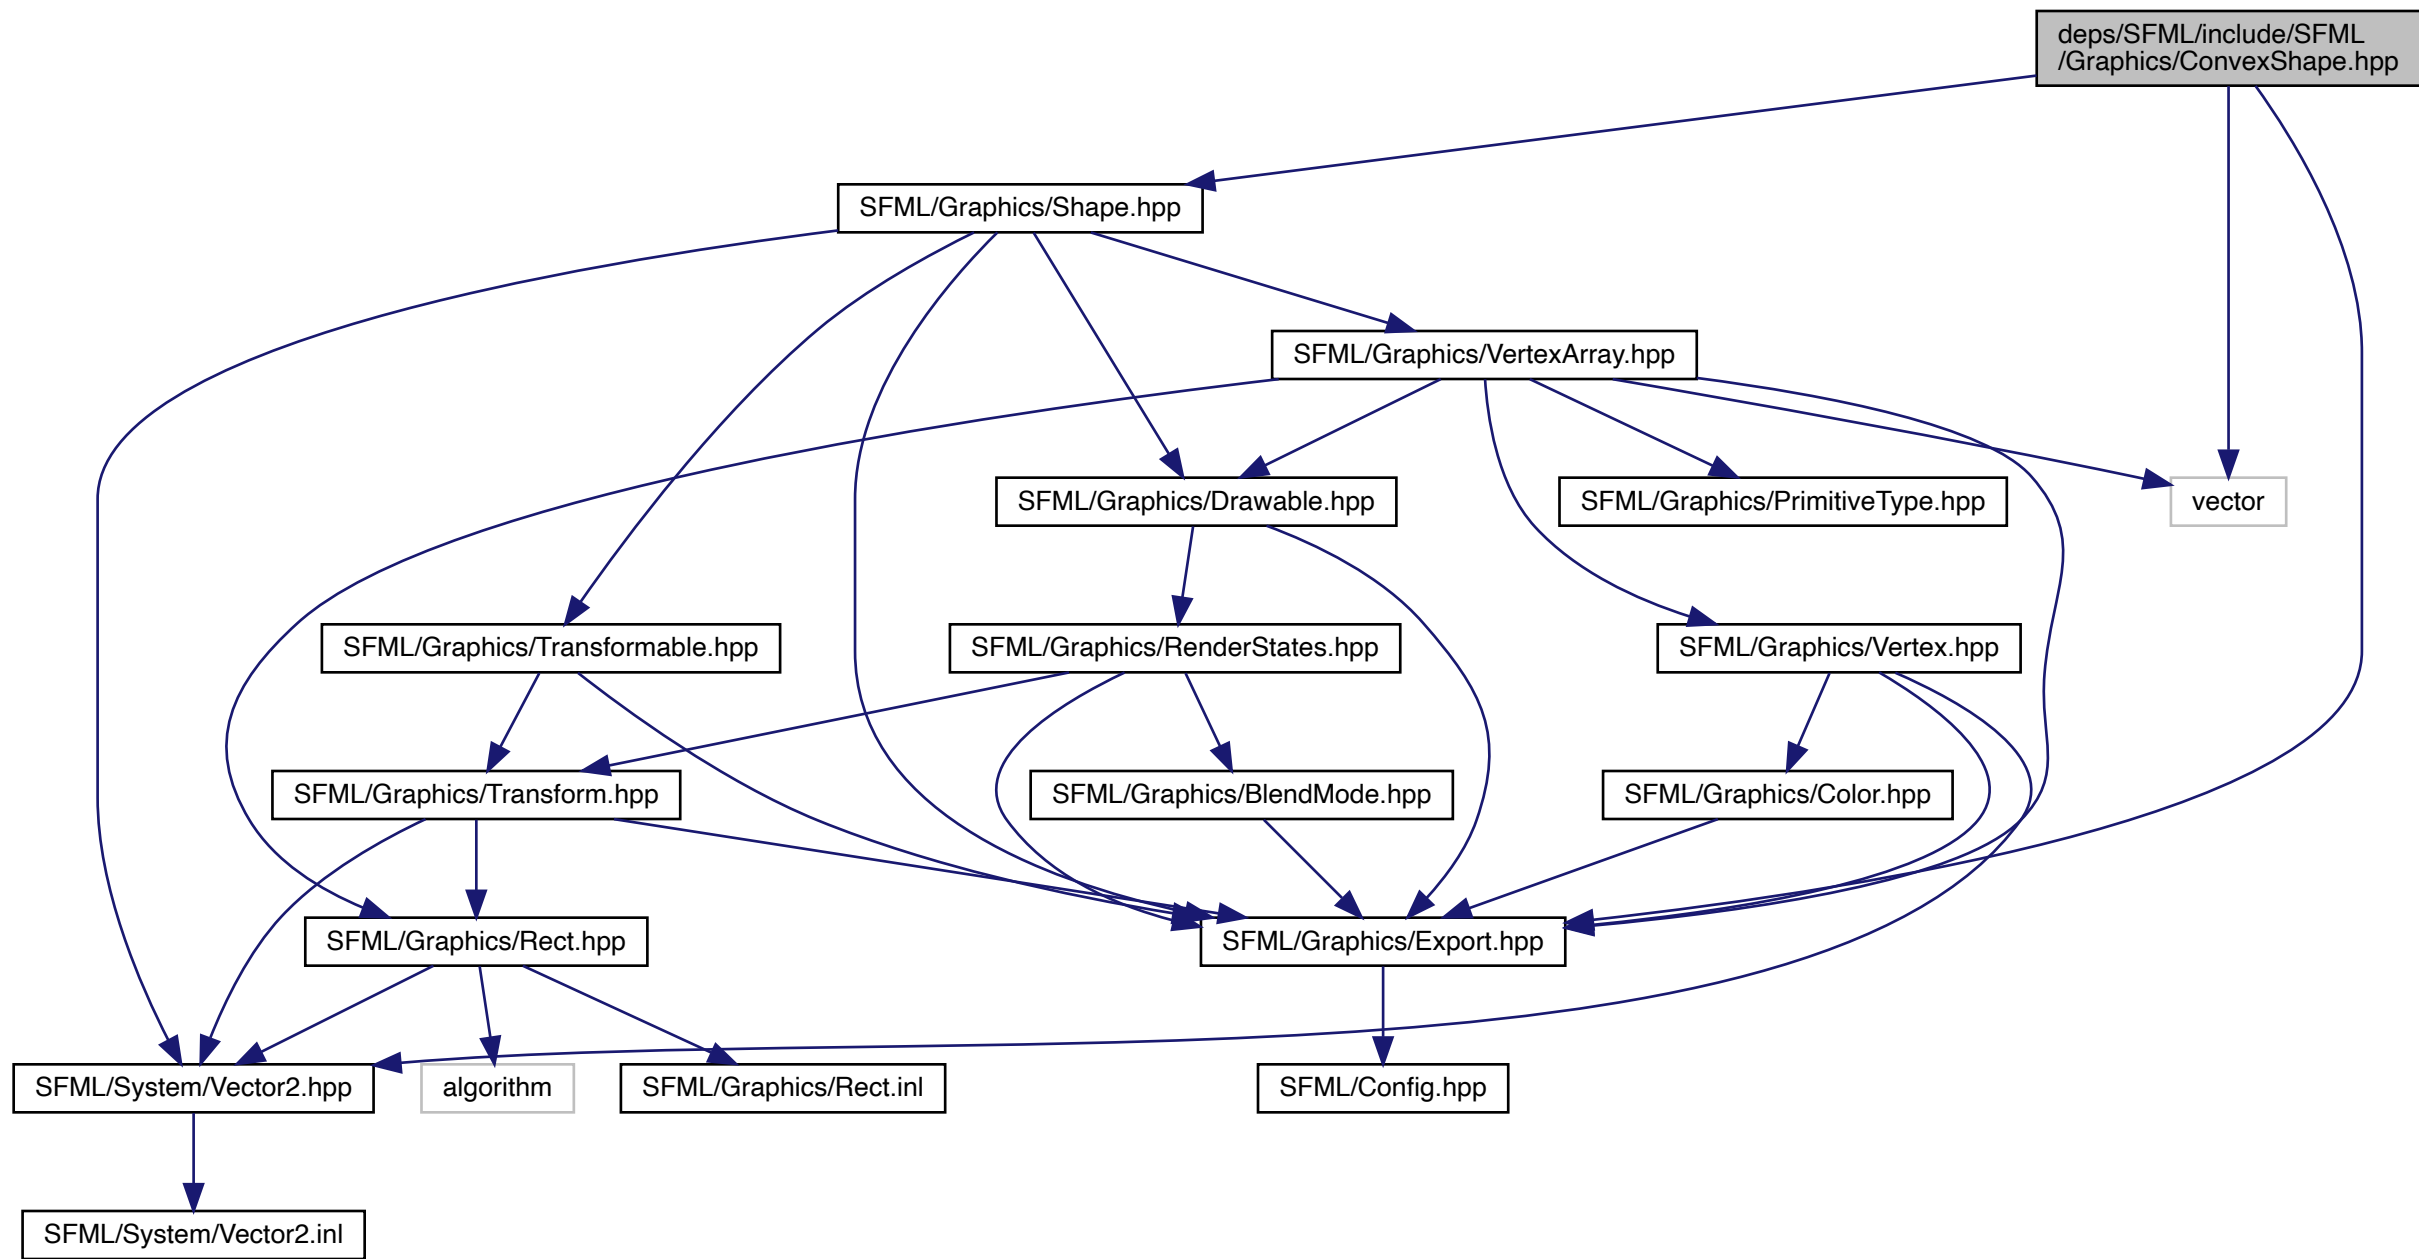 deps/SFML/include/SFML
/Graphics/ConvexShape.hpp
SFML/Graphics/Shape.hpp
SFML/Graphics/VertexArray.hpp
SFML/Graphics/Drawable.hpp
SFML/Graphics/PrimitiveType.hpp
vector
SFML/Graphics/Transformable.hpp
SFML/Graphics/RenderStates.hpp
SFML/Graphics/Vertex.hpp
SFML/Graphics/Transform.hpp
SFML/Graphics/BlendMode.hpp
SFML/Graphics/Color.hpp
SFML/Graphics/Rect.hpp
SFML/Graphics/Export.hpp
SFML/System/Vector2.hpp
algorithm
SFML/Graphics/Rect.inl
SFML/Config.hpp
SFML/System/Vector2.inl